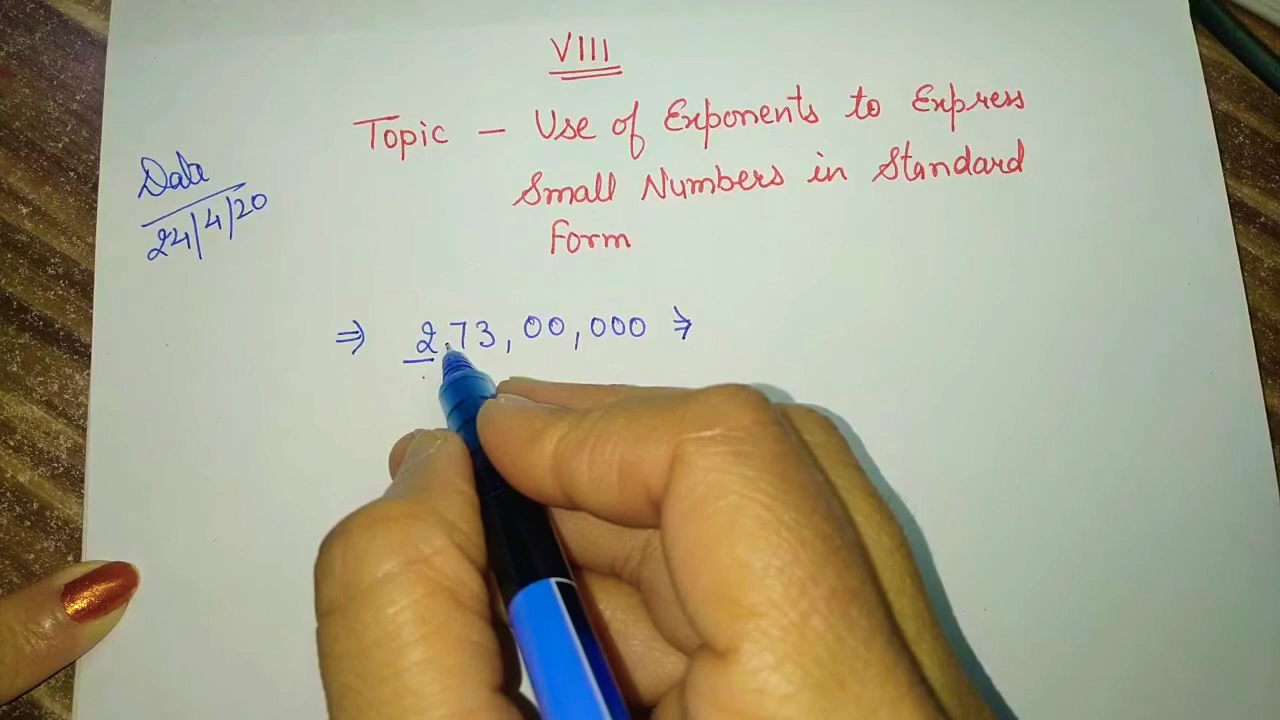 VIII
Topic - Use of Exponents to Express
Small Numbers in Standard
Form
Date
24/4/20
⇒ 2.73,00,000 ⇒